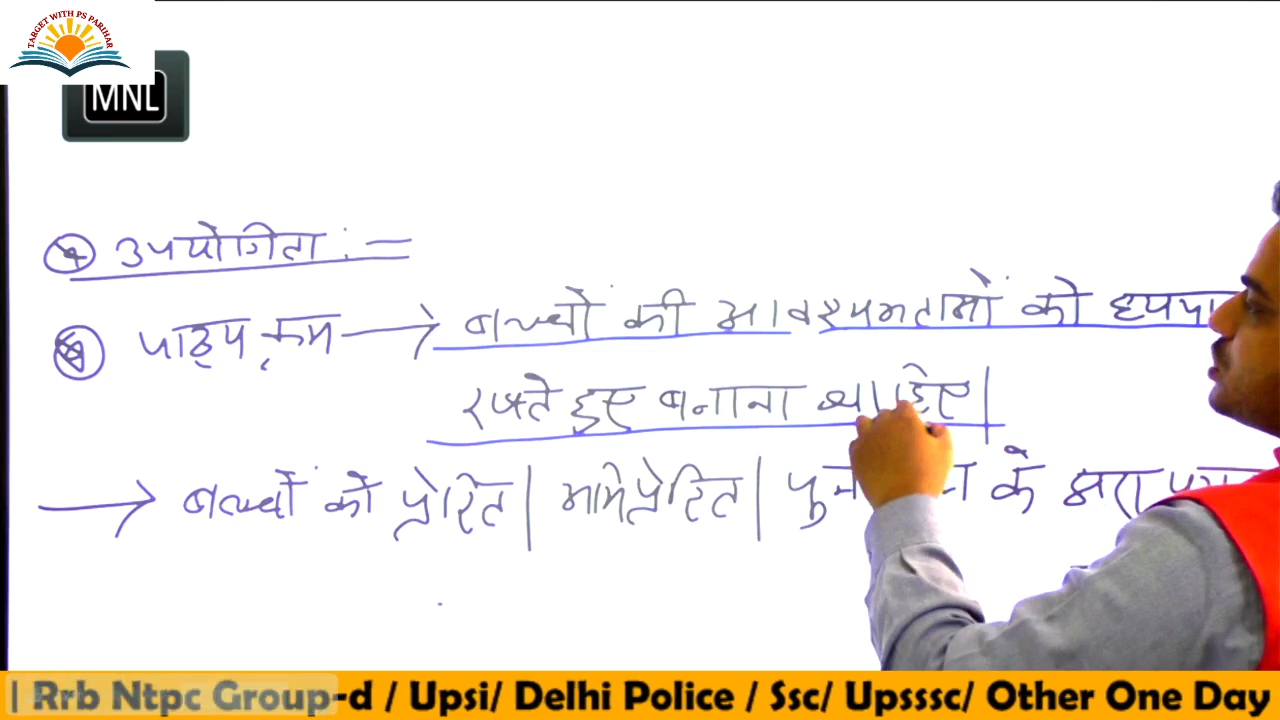 TARGET WITH PS PARIHAR
MNL
उपयोगिता :=
पाठ्यक्रम → बच्चों की आवश्यकताओं को
रखते हुए बनाना चाहिए|
→ बच्चों को प्रेरित| अभिप्रेरित| के द्वारा
| Rrb Ntpc Group-d / Upsi/ Delhi Police / Ssc/ Upsssc/ Other One Day